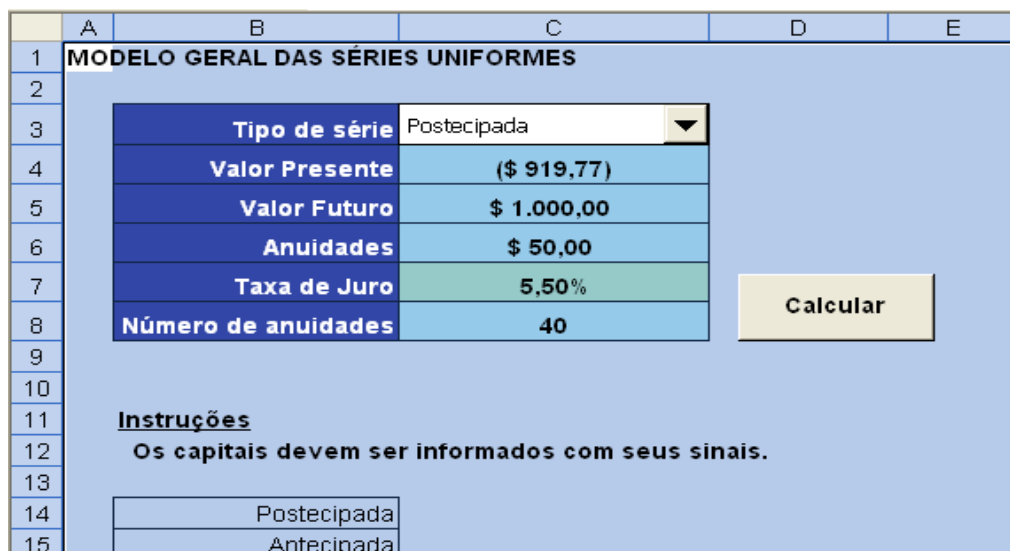 A B C D E
1 MODELO GERAL DAS SÉRIES UNIFORMES
2
3 Tipo de série Postecipada
4 Valor Presente ($ 919,77)
5 Valor Futuro $ 1.000,00
6 Anuidades $ 50,00
7 Taxa de Juro 5,50%
Calcular
8 Número de anuidades 40
9
10
11 Instruções
12 Os capitais devem ser informados com seus sinais.
13
14 Postecipada
15 Antecipada